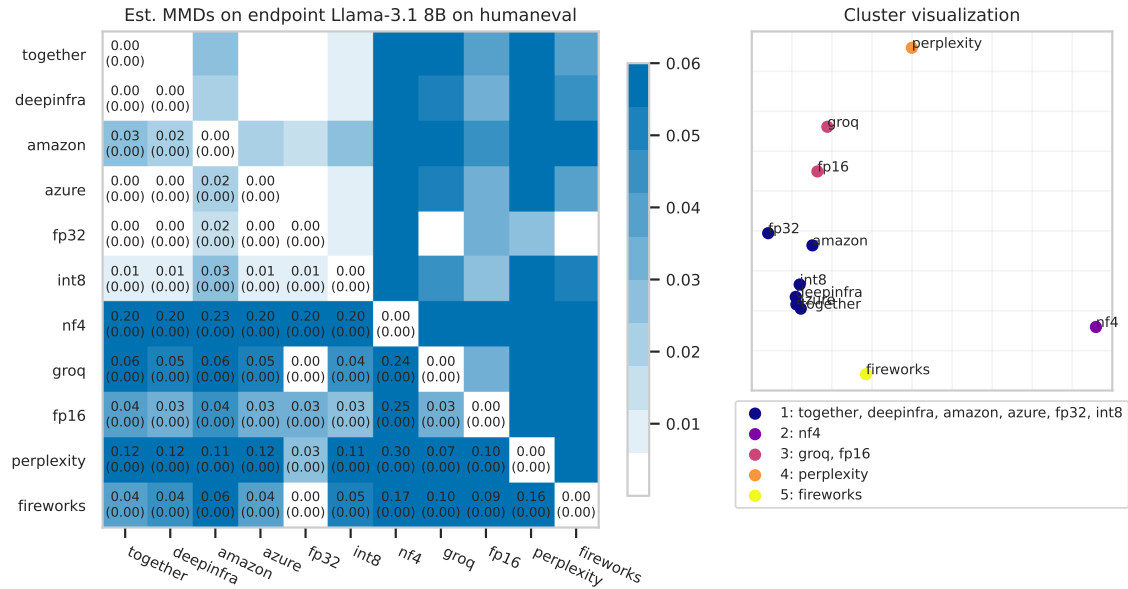 Est. MMDs on endpoint Llama-3.1 8B on humaneval
together
0.00
(0.00)
deepinfra
0.00 0.00
(0.00) (0.00)
amazon
0.03 0.02 0.00
(0.00) (0.00) (0.00)
azure
0.00 0.00 0.02 0.00
(0.00) (0.00) (0.00) (0.00)
fp32
0.00 0.00 0.02 0.00 0.00
(0.00) (0.00) (0.00) (0.00) (0.00)
int8
0.01 0.01 0.03 0.01 0.01 0.00
(0.00) (0.00) (0.00) (0.00) (0.00) (0.00)
nf4
0.20 0.20 0.23 0.20 0.20 0.20 0.00
(0.00) (0.00) (0.00) (0.00) (0.00) (0.00) (0.00)
groq
0.06 0.05 0.06 0.05 0.00 0.04 0.24 0.00
(0.00) (0.00) (0.00) (0.00) (0.00) (0.00) (0.00) (0.00)
fp16
0.04 0.03 0.04 0.03 0.03 0.03 0.25 0.03 0.00
(0.00) (0.00) (0.00) (0.00) (0.00) (0.00) (0.00) (0.00) (0.00)
perplexity
0.12 0.12 0.11 0.12 0.03 0.11 0.30 0.07 0.10 0.00
(0.00) (0.00) (0.00) (0.00) (0.00) (0.00) (0.00) (0.00) (0.00) (0.00)
fireworks
0.04 0.04 0.06 0.04 0.00 0.05 0.17 0.10 0.09 0.16 0.00
(0.00) (0.00) (0.00) (0.00) (0.00) (0.00) (0.00) (0.00) (0.00) (0.00) (0.00)
together
deepinfra
amazon
azure
fp32
int8
nf4
groq
fp16
perplexity
fireworks
0.06
0.05
0.04
0.03
0.02
0.01
Cluster visualization
perplexity
groq
fp16
fp32
amazon
int8
deepinfra
azure
together
nf4
fireworks
1: together, deepinfra, amazon, azure, fp32, int8
2: nf4
3: groq, fp16
4: perplexity
5: fireworks